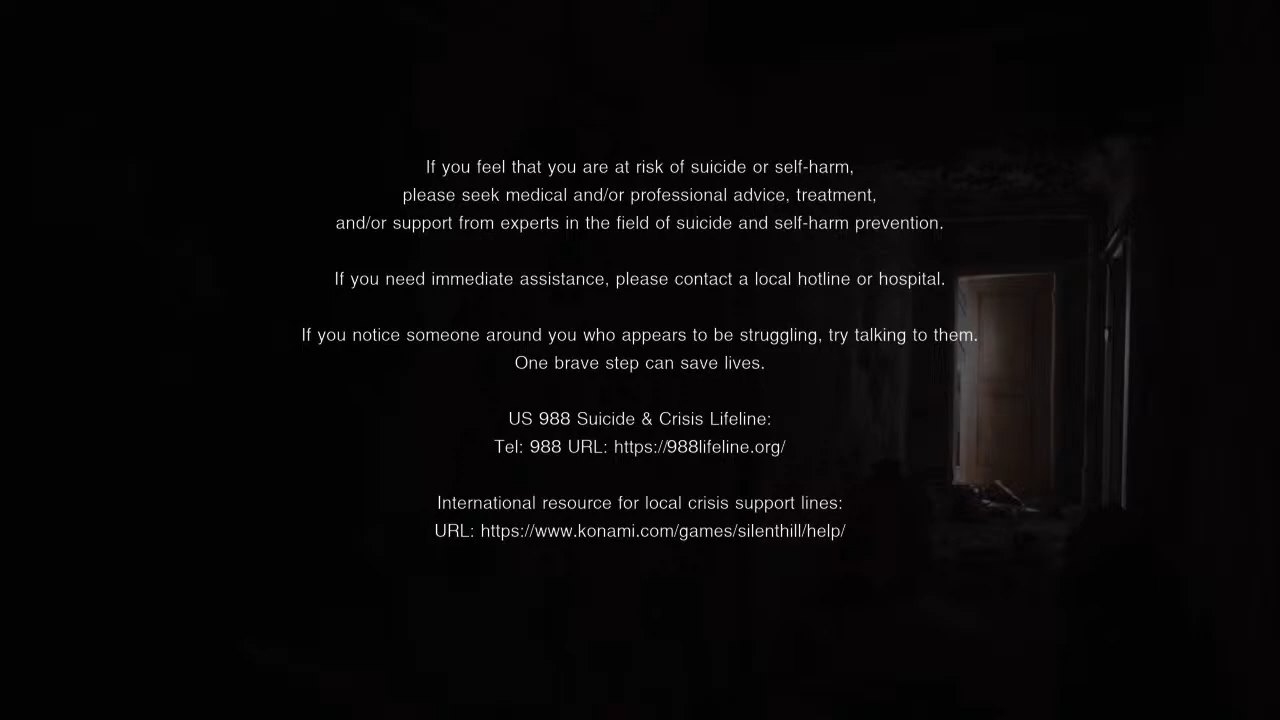 If you feel that you are at risk of suicide or self-harm,
please seek medical and/or professional advice, treatment,
and/or support from experts in the field of suicide and self-harm prevention.
If you need immediate assistance, please contact a local hotline or hospital.
If you notice someone around you who appears to be struggling, try talking to them.
One brave step can save lives.
US 988 Suicide & Crisis Lifeline:
Tel: 988 URL: https://988lifeline.org/
International resource for local crisis support lines:
URL: https://www.konami.com/games/silenthill/help/